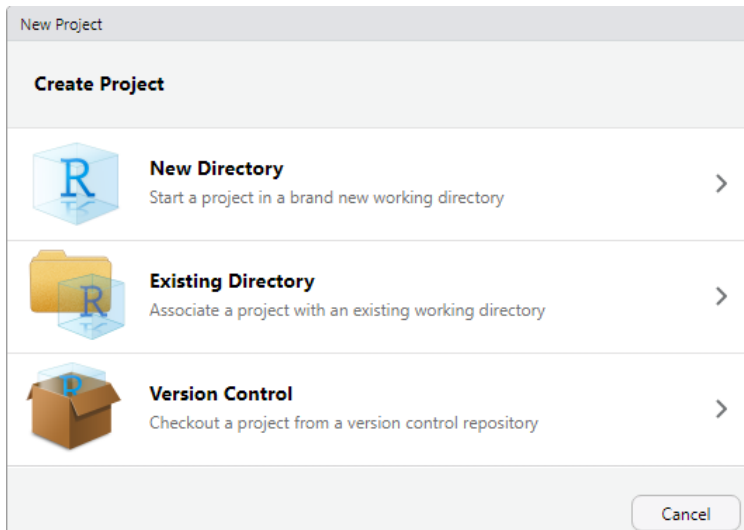 New Project
Create Project
R
New Directory
Start a project in a brand new working directory
R
Existing Directory
Associate a project with an existing working directory
R
Version Control
Checkout a project from a version control repository
Cancel